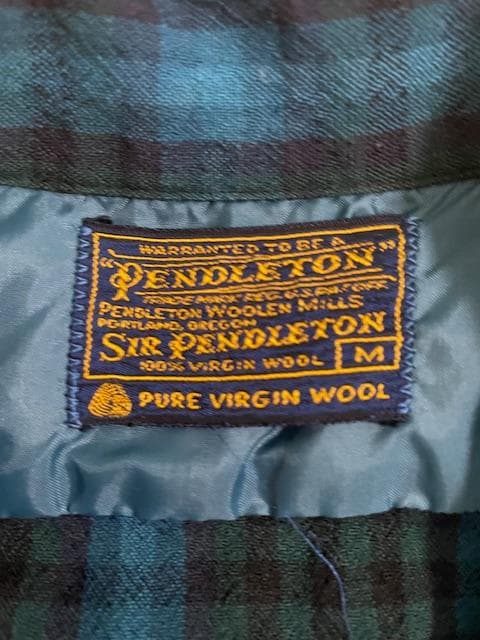 WARRANTED TO BE A
"PENDLETON"
TRADE MARK REG. U.S. PAT. OFF.
PENDLETON WOOLEN MILLS
PORTLAND, OREGON
SIR PENDLETON
100% VIRGIN WOOL M
PURE VIRGIN WOOL